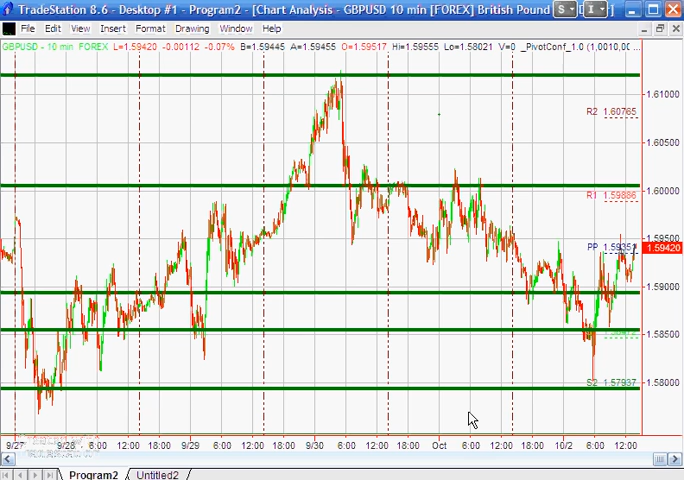 TradeStation 8.6 - Desktop #1 - Program2 - [Chart Analysis - GBPUSD 10 min [FOREX] British Pound
File Edit View Insert Format Drawing Window Help
GBPUSD - 10 min FOREX L=1.59420 -0.00112 -0.07% B=1.59445 A=1.59455 O=1.59517 Hi=1.59555 Lo=1.58021 V=0 _PivotConf_1.0 (1,0010,00...
1.61000
R2 1.60765
1.60500
1.60000
R1 1.59886
1.59500
PP 1.59351
1.59420
1.59000
1.58500
S2 1.57937
1.58000
9/27 9/28 6:00 12:00 18:00 9/29 6:00 12:00 18:00 9/30 6:00 12:00 18:00 Oct 6:00 12:00 18:00 10/2 6:00 12:00
Program2 Untitled2